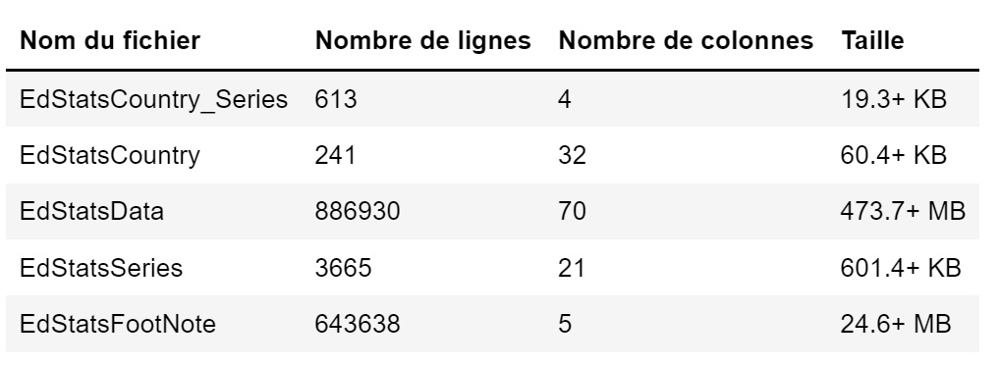 Nom du fichier Nombre de lignes Nombre de colonnes Taille
EdStatsCountry_Series 613 4 19.3+ KB
EdStatsCountry 241 32 60.4+ KB
EdStatsData 886930 70 473.7+ MB
EdStatsSeries 3665 21 601.4+ KB
EdStatsFootNote 643638 5 24.6+ MB